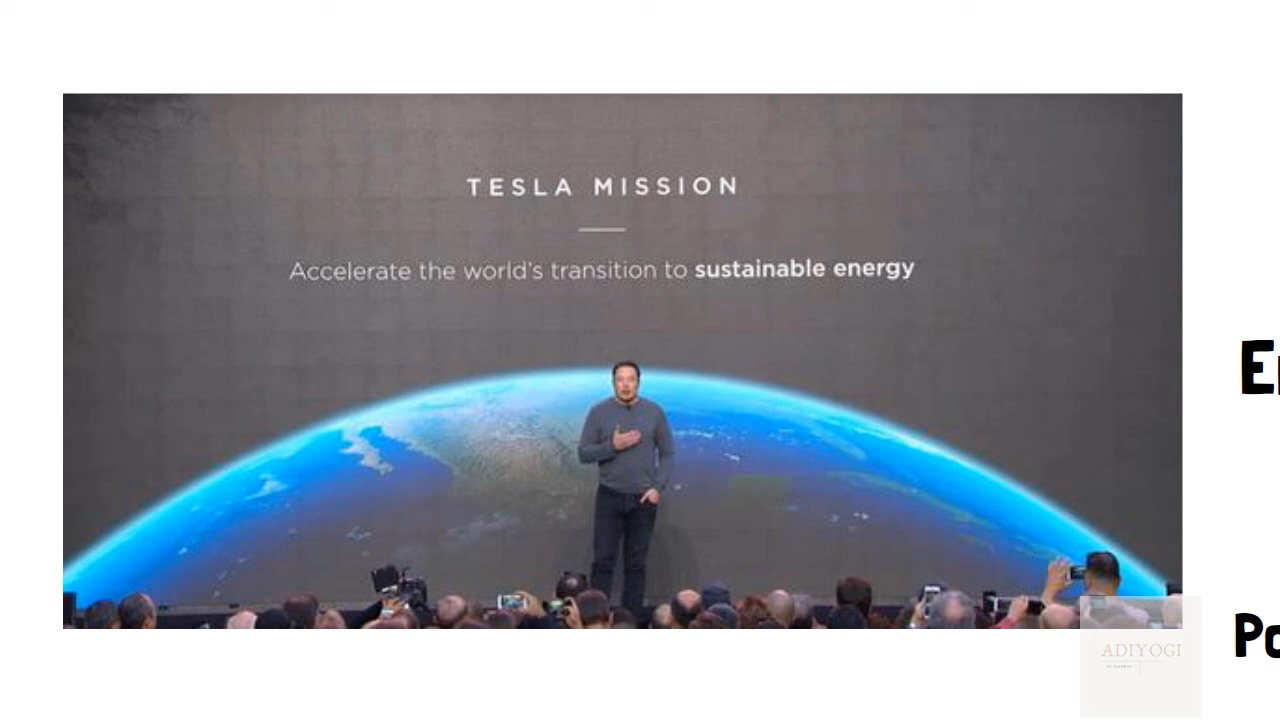 TESLA MISSION
Accelerate the world's transition to sustainable energy
ADIYOGI